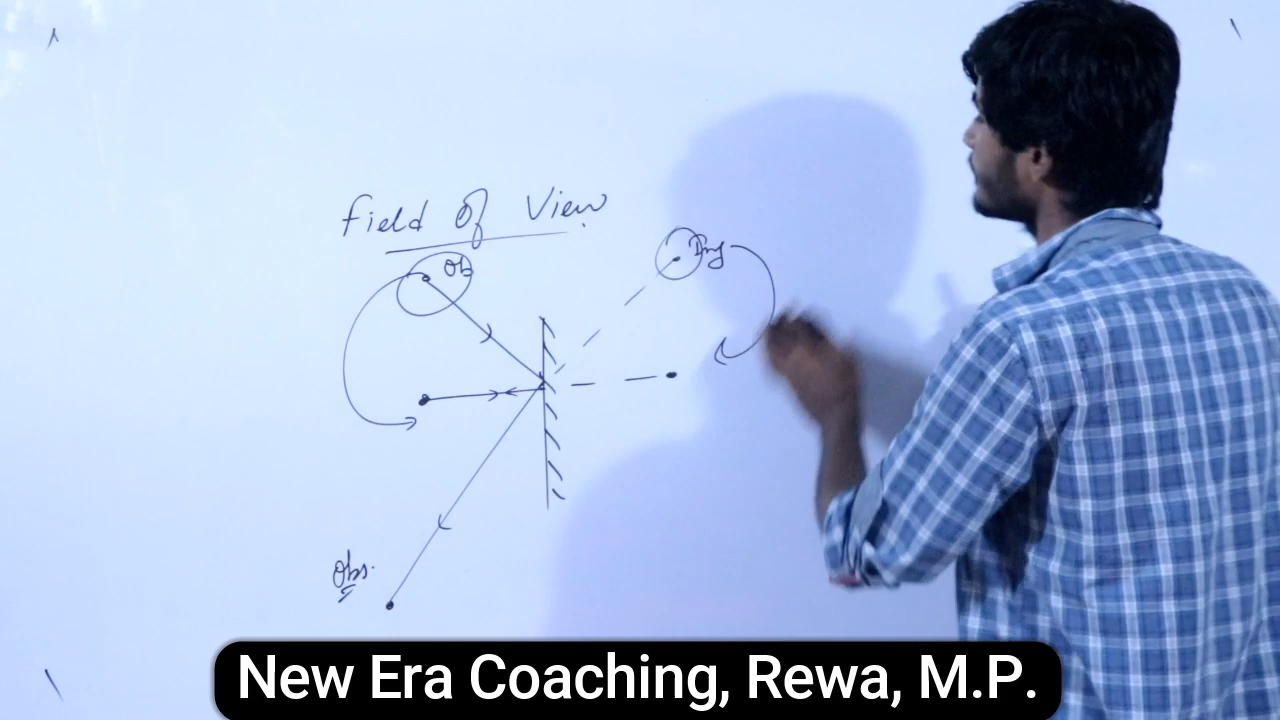 field of View
Ob
Img
Obs.
New Era Coaching, Rewa, M.P.